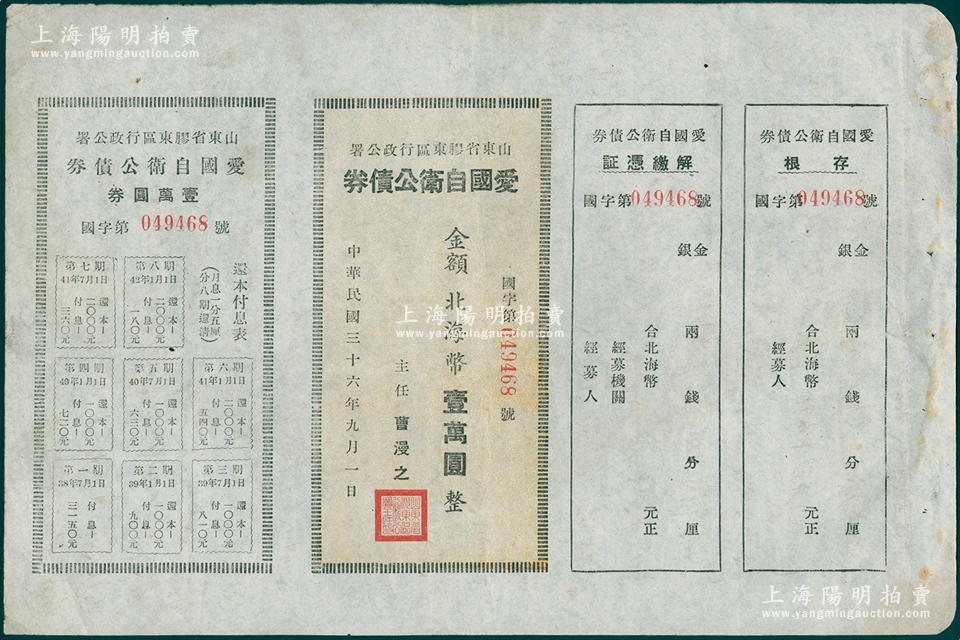 上海陽明拍賣
www.yangmingauction.com
署公政行區東膠省東山
券債公衛自國愛
券圓萬壹
國字第 049468 號
還本付息表
(月息一分五厘
分八期還清)
第八期
42年1月1日
還本二〇〇〇元
付息一八〇元
第七期
41年7月1日
還本二〇〇〇元
付息三六〇元
第六期
41年1月1日
還本二〇〇〇元
付息五四〇元
第五期
40年7月1日
還本一〇〇〇元
付息六三〇元
第四期
40年1月1日
還本一〇〇〇元
付息七二〇元
第三期
39年7月1日
還本一〇〇〇元
付息八一〇元
第二期
39年1月1日
還本一〇〇〇元
付息九〇〇元
第一期
38年7月1日
付息三一五〇元
署公政行區東膠省東山
券債公衛自國愛
國字第049468號
金額北海幣壹萬圓整
主任曹漫之
中華民國三十六年九月一日
上海陽明拍賣
www.yangmingauction.com
券債公衛自國愛
証憑繳解
國字第049468號
銀金
兩錢分厘
合北海幣 元正
經募機關
經募人
券債公衛自國愛
根存
國字第049468號
銀金
兩錢分厘
合北海幣 元正
經募人
上海陽明拍賣
www.yangmingauction.com